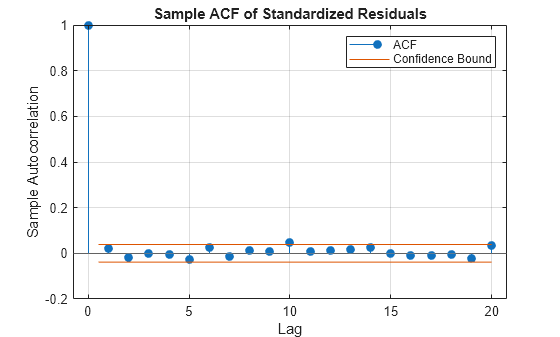 Sample ACF of Standardized Residuals
ACF
Confidence Bound
Sample Autocorrelation
1
0.8
0.6
0.4
0.2
0
-0.2
0 5 10 15 20
Lag